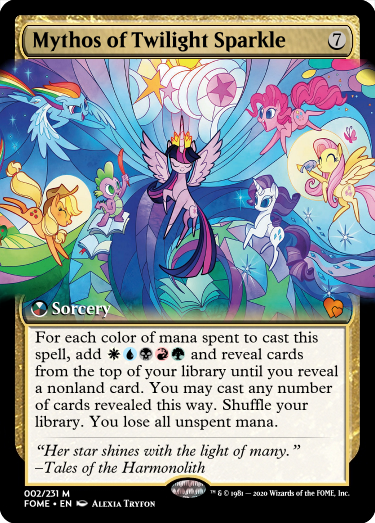 Mythos of Twilight Sparkle 7
Sorcery
For each color of mana spent to cast this
spell, add and reveal cards
from the top of your library until you reveal
a nonland card. You may cast any number
of cards revealed this way. Shuffle your
library. You lose all unspent mana.
“Her star shines with the light of many.”
–Tales of the Harmonolith
002/231 M
FOME • EN ALEXIA TRYTON
™ & © 1981 – 2020 Wizards of the FOME, Inc.